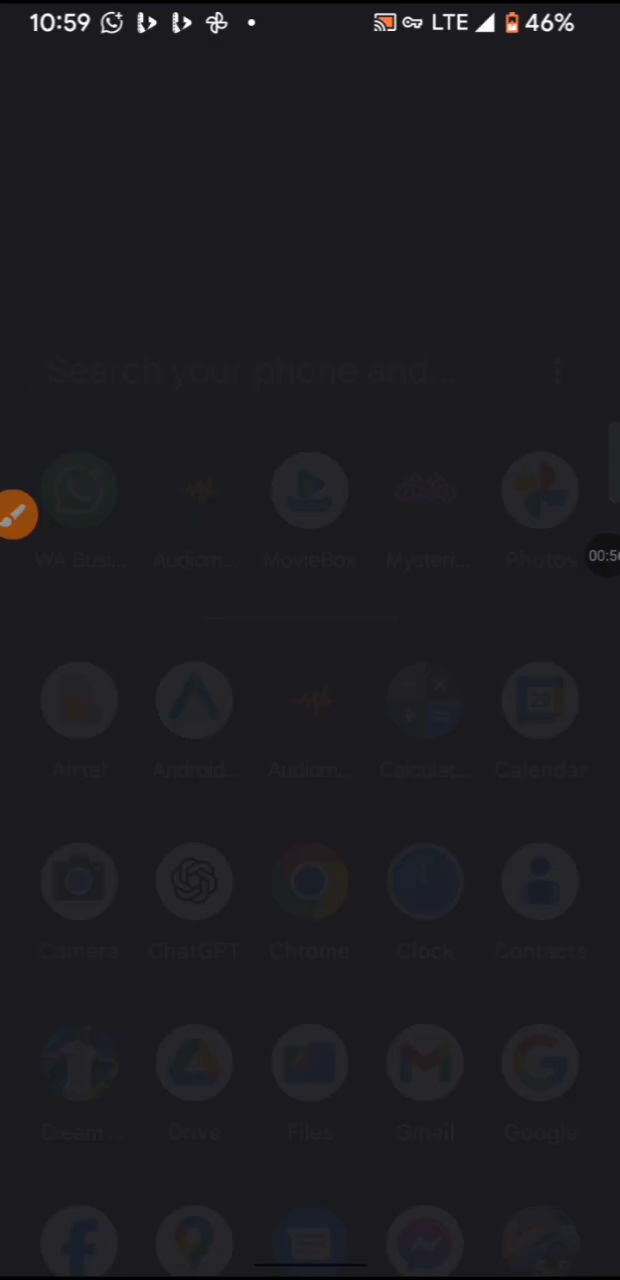 10:59 LTE 46%
Search your phone and...
WA Busi... Audiom... MovieBox Mysteri... Photos
00:5
Airtel Android... Audiom... Calculat... Calendar
Camera ChatGPT Chrome Clock Contacts
Dream... Drive Files Gmail Google